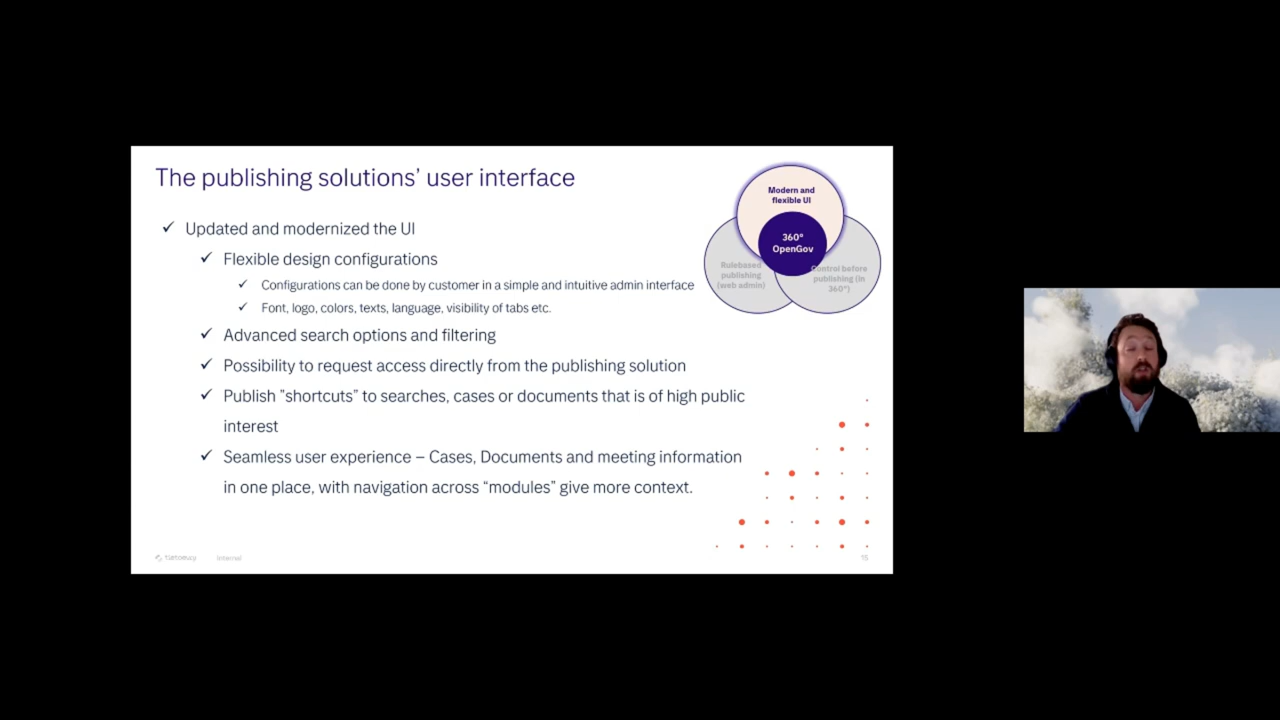 The publishing solutions’ user interface
✓ Updated and modernized the UI
✓ Flexible design configurations
✓ Configurations can be done by customer in a simple and intuitive admin interface
✓ Font, logo, colors, texts, language, visibility of tabs etc.
✓ Advanced search options and filtering
✓ Possibility to request access directly from the publishing solution
✓ Publish ”shortcuts” to searches, cases or documents that is of high public
interest
✓ Seamless user experience – Cases, Documents and meeting information
in one place, with navigation across “modules” give more context.
Modern and
flexible UI
360°
OpenGov
Rulebased
publishing
(web admin)
Control before
publishing (in
360°)
Internal
15